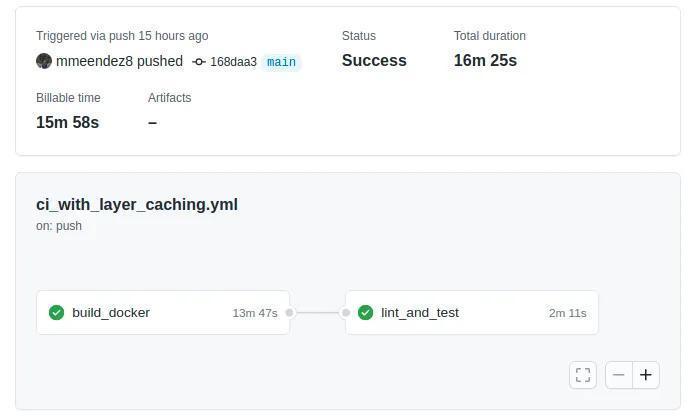 Triggered via push 15 hours ago
mmeendez8 pushed 168daa3 main
Status
Success
Total duration
16m 25s
Billable time
15m 58s
Artifacts
–
ci_with_layer_caching.yml
on: push
build_docker 13m 47s
lint_and_test 2m 11s